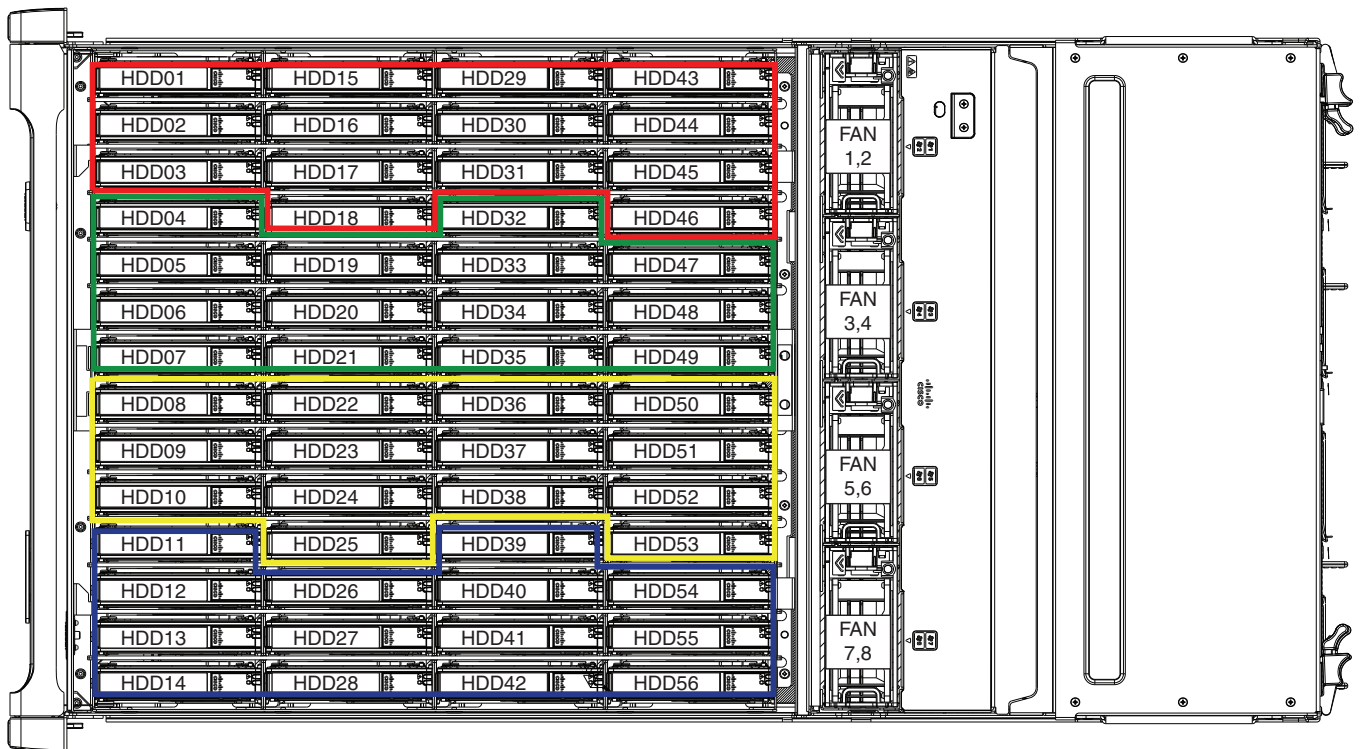 HDD01 HDD15 HDD29 HDD43
HDD02 HDD16 HDD30 HDD44
HDD03 HDD17 HDD31 HDD45
HDD04 HDD18 HDD32 HDD46
HDD05 HDD19 HDD33 HDD47
HDD06 HDD20 HDD34 HDD48
HDD07 HDD21 HDD35 HDD49
HDD08 HDD22 HDD36 HDD50
HDD09 HDD23 HDD37 HDD51
HDD10 HDD24 HDD38 HDD52
HDD11 HDD25 HDD39 HDD53
HDD12 HDD26 HDD40 HDD54
HDD13 HDD27 HDD41 HDD55
HDD14 HDD28 HDD42 HDD56
FAN
1,2
FAN
3,4
FAN
5,6
FAN
7,8
CISCO